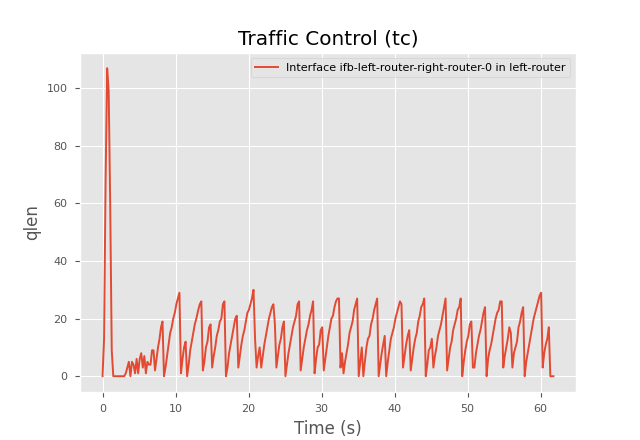 Traffic Control (tc)
Interface ifb-left-router-right-router-0 in left-router
qlen
100
80
60
40
20
0
0 10 20 30 40 50 60
Time (s)